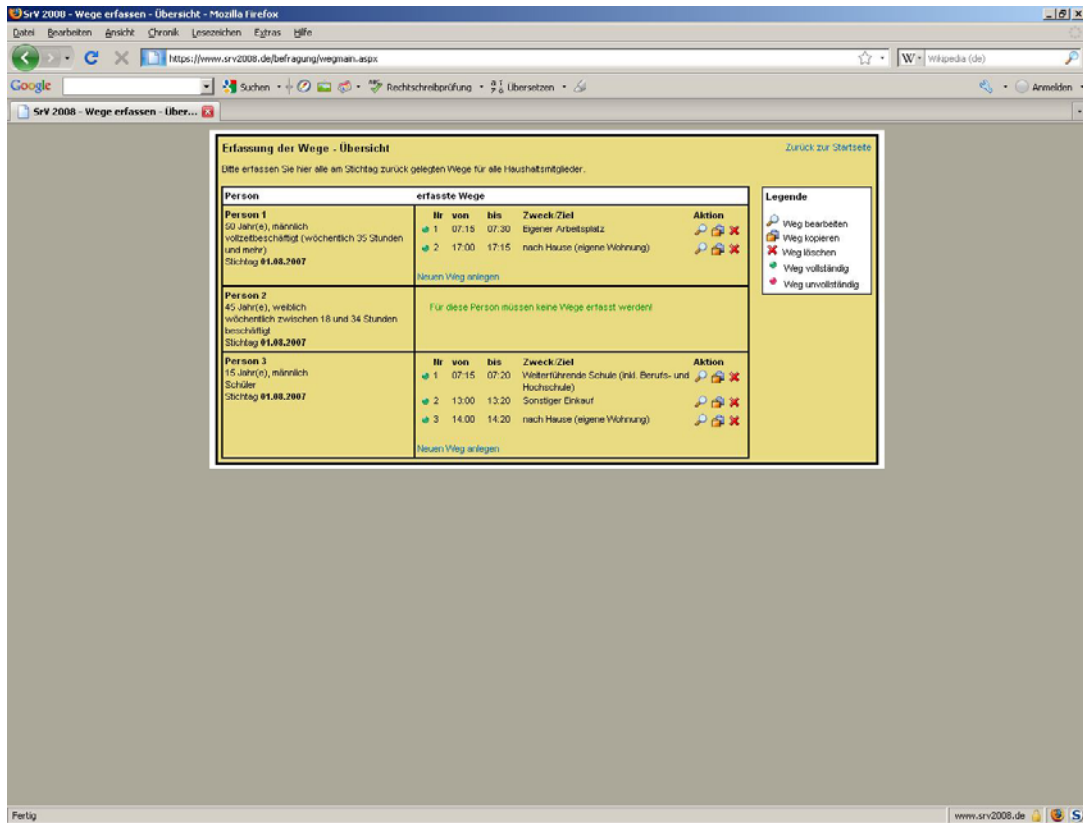 SrV 2008 - Wege erfassen - Übersicht - Mozilla Firefox
Datei Bearbeiten Ansicht Chronik Lesezeichen Extras Hilfe
https://www.srv2008.de/befragung/wegmain.aspx
W Wikipedia (de)
Google Suchen Rechtschreibprüfung Übersetzen Anmelden
SrV 2008 - Wege erfassen - Über...
Erfassung der Wege - Übersicht Zurück zur Startseite
Bitte erfassen Sie hier alle am Stichtag zurück gelegten Wege für alle Haushaltsmitglieder.
Person erfasste Wege
Person 1
50 Jahr(e), männlich
vollzeitbeschäftigt (wöchentlich 35 Stunden
und mehr)
Stichtag 01.08.2007
Nr von bis Zweck/Ziel Aktion
1 07:15 07:30 Eigener Arbeitsplatz
2 17:00 17:15 nach Hause (eigene Wohnung)
Neuen Weg anlegen
Person 2
45 Jahr(e), weiblich
wöchentlich zwischen 18 und 34 Stunden
beschäftigt
Stichtag 01.08.2007
Für diese Person müssen keine Wege erfasst werden!
Person 3
15 Jahr(e), männlich
Schüler
Stichtag 01.08.2007
Nr von bis Zweck/Ziel Aktion
1 07:15 07:20 Weiterführende Schule (inkl. Berufs- und
Hochschule)
2 13:00 13:20 Sonstiger Einkauf
3 14:00 14:20 nach Hause (eigene Wohnung)
Neuen Weg anlegen
Legende
Weg bearbeiten
Weg kopieren
Weg löschen
Weg vollständig
Weg unvollständig
Fertig www.srv2008.de